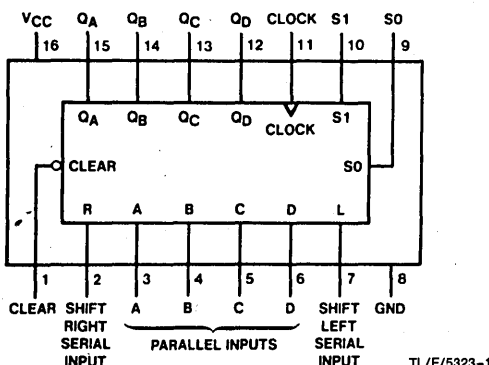 VCC QA QB QC QD CLOCK S1 S0
16 15 14 13 12 11 10 9
QA QB QC QD CLOCK S1
CLEAR S0
R A B C D L
1 2 3 4 5 6 7 8
CLEAR SHIFT RIGHT SERIAL INPUT A B C D SHIFT LEFT SERIAL INPUT GND
PARALLEL INPUTS
TL/F/5323-1